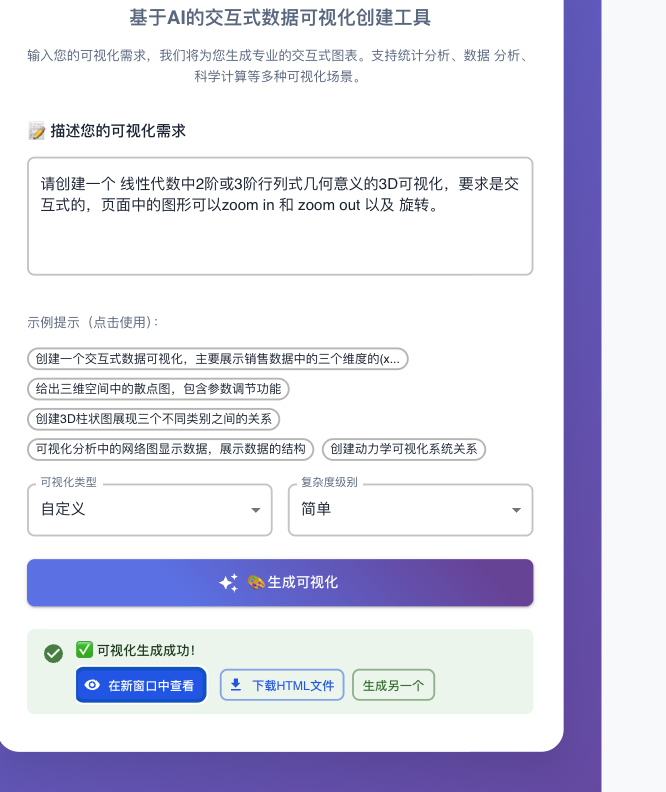 基于AI的交互式数据可视化创建工具
输入您的可视化需求，我们将为您生成专业的交互式图表。支持统计分析、数据 分析、
科学计算等多种可视化场景。
📝 描述您的可视化需求
请创建一个 线性代数中2阶或3阶行列式几何意义的3D可视化，要求是交
互式的，页面中的图形可以zoom in 和 zoom out 以及 旋转。
示例提示（点击使用）：
创建一个交互式数据可视化，主要展示销售数据中的三个维度的(x...
给出三维空间中的散点图，包含参数调节功能
创建3D柱状图展现三个不同类别之间的关系
可视化分析中的网络图显示数据，展示数据的结构 创建动力学可视化系统关系
可视化类型 复杂度级别
自定义 简单
🎨生成可视化
✅ 可视化生成成功！
在新窗口中查看 下载HTML文件 生成另一个